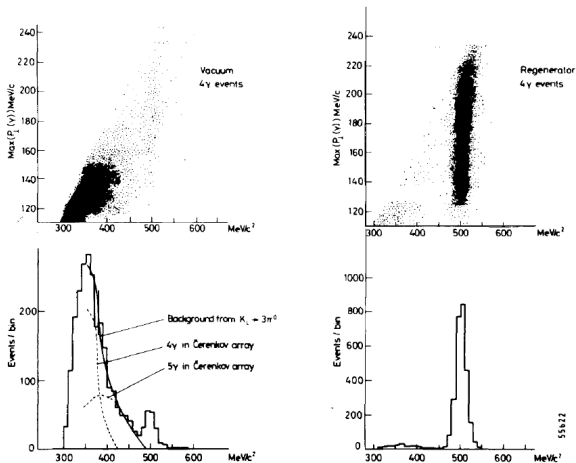 240
220
200
180
160
140
120
Max(P⊥(γ)) MeV/c
Vacuum
4γ events
300 400 500 600 MeV/c²
240
220
200
180
160
140
120
Max(P⊥(γ)) MeV/c
Regenerator
4γ events
300 400 500 600 MeV/c²
200
100
0
Events / bin
Background from K_L → 3π⁰
4γ in Čerenkov array
5γ in Čerenkov array
300 400 500 600 MeV/c²
1000
800
600
400
200
0
Events / bin
300 400 500 600 MeV/c²
55622